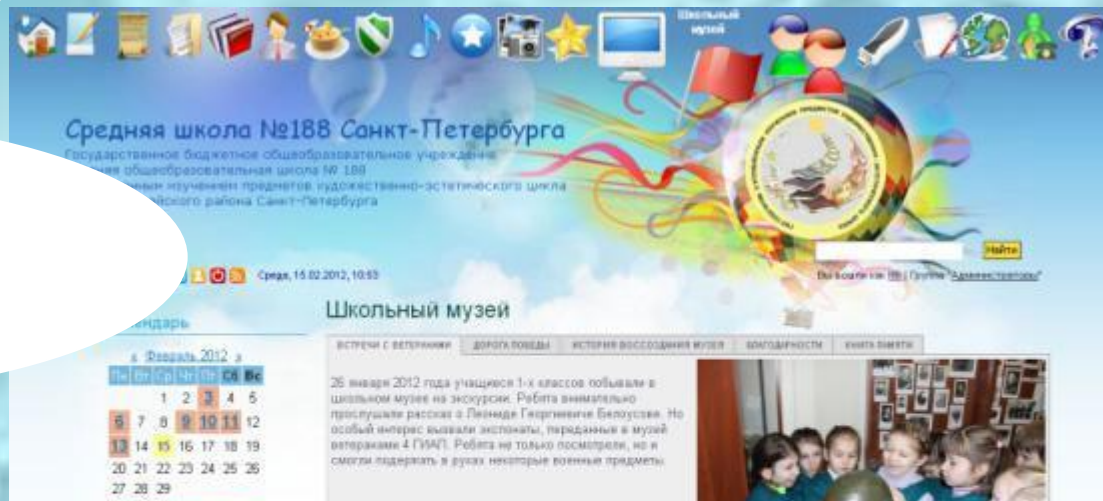 Школьный
музей
Средняя школа №188 Санкт-Петербурга
Государственное бюджетное общеобразовательное учреждение
общеобразовательная школа № 188
изучением предметов художественно-эстетического цикла
района Санкт-Петербурга
Найти
Среда, 15.02.2012, 10:53
Вы вошли как | Группа "Администраторы"
Школьный музей
ВСТРЕЧИ С ВЕТЕРАНАМИ ДОРОГА ПОБЕДЫ ИСТОРИЯ ВОССОЗДАНИЯ МУЗЕЯ БЛАГОДАРНОСТИ КНИГА ПАМЯТИ
« Февраль 2012 »
Пн Вт Ср Чт Пт Сб Вс
1 2 3 4 5
6 7 8 9 10 11 12
13 14 15 16 17 18 19
20 21 22 23 24 25 26
27 28 29
26 января 2012 года учащиеся 1-х классов побывали в
школьном музее на экскурсии. Ребята внимательно
прослушали рассказ о Леониде Георгиевиче Белоусове. Но
особый интерес вызвали экспонаты, переданные в музей
ветеранами 4 ГИАП. Ребята не только посмотрели, но и
смогли подержать в руках некоторые военные предметы.